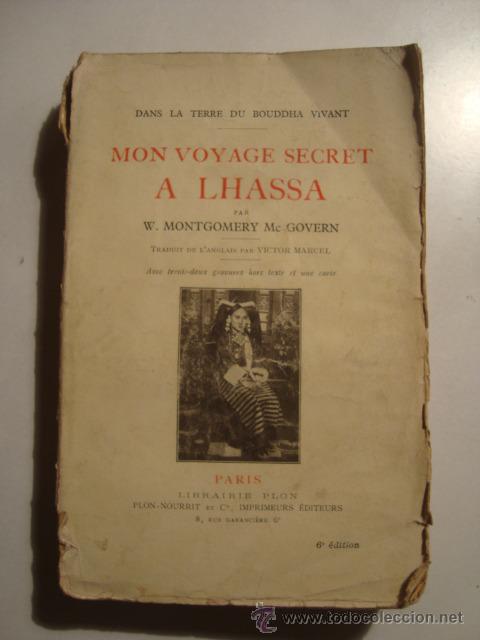 DANS LA TERRE DU BOUDDHA VIVANT
MON VOYAGE SECRET
A LHASSA
PAR
W. MONTGOMERY Mc GOVERN
TRADUIT DE L'ANGLAIS PAR VICTOR MARCEL
Avec trente-deux gravures hors texte et une carte
PARIS
LIBRAIRIE PLON
PLON-NOURRIT ET Cie, IMPRIMEURS ÉDITEURS
8, RUE GARANCIÈRE 6e
6e édition
todocoleccion
www.todocoleccion.net